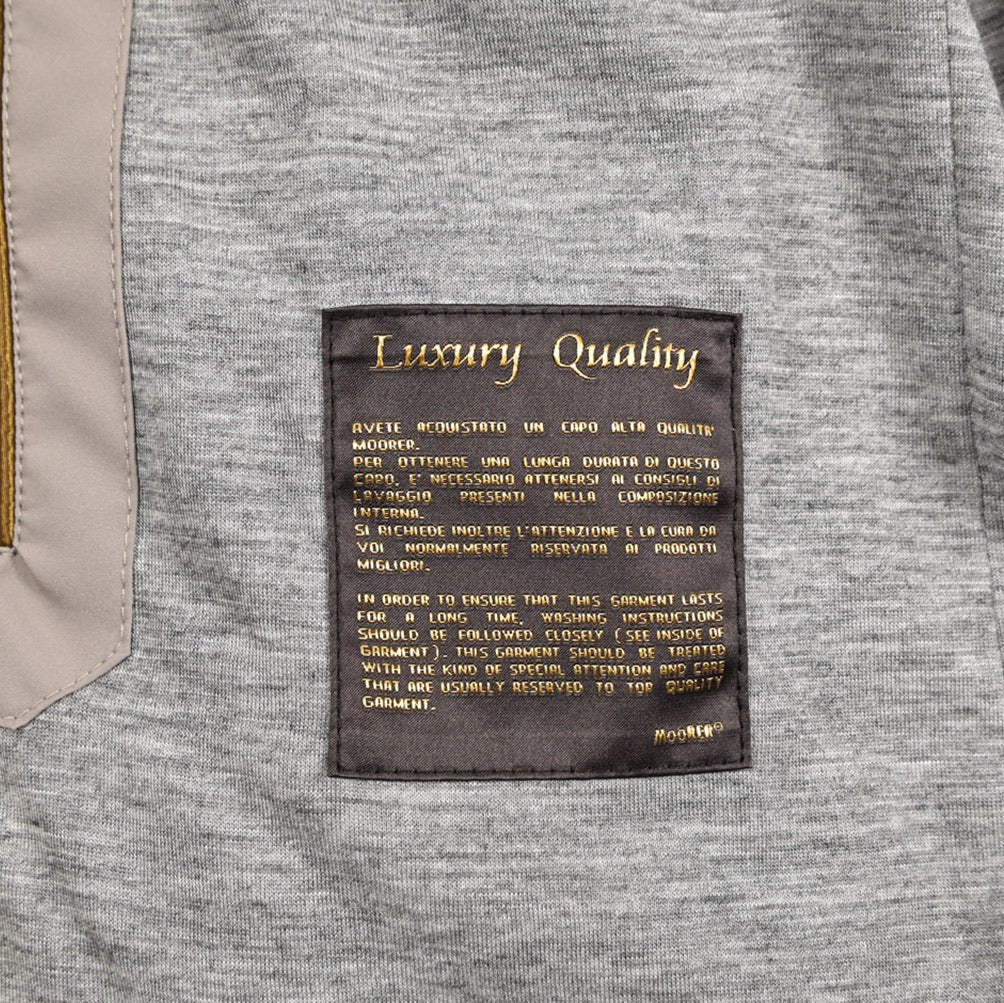 Luxury Quality
AVETE ACQUISTATO UN CAPO ALTA QUALITA'
MOORER.
PER OTTENERE UNA LUNGA DURATA DI QUESTO
CAPO, E' NECESSARIO ATTENERSI AI CONSIGLI DI
LAVAGGIO PRESENTI NELLA COMPOSIZIONE
INTERNA.
SI RICHIEDE INOLTRE L'ATTENZIONE E LA CURA DA
VOI NORMALMENTE RISERVATA AI PRODOTTI
MIGLIORI.
IN ORDER TO ENSURE THAT THIS GARMENT LASTS
FOR A LONG TIME, WASHING INSTRUCTIONS
SHOULD BE FOLLOWED CLOSELY ( SEE INSIDE OF
GARMENT ). THIS GARMENT SHOULD BE TREATED
WITH THE KIND OF SPECIAL ATTENTION AND CARE
THAT ARE USUALLY RESERVED TO TOP QUALITY
GARMENT.
MOORER®